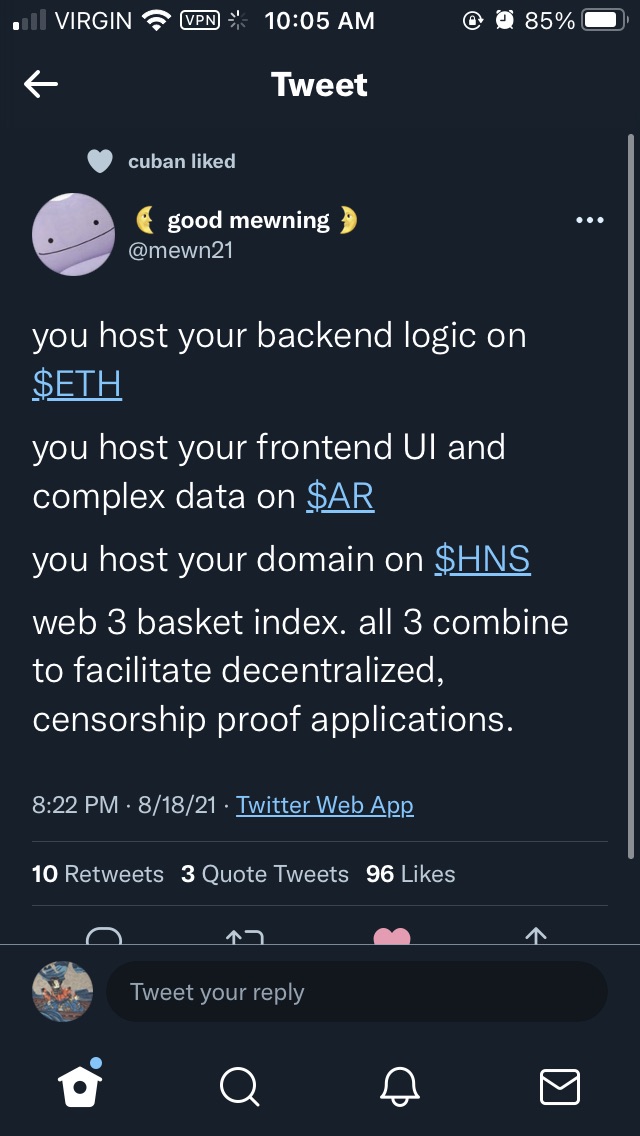 VIRGIN VPN 10:05 AM 85%
Tweet
cuban liked
🌜 good mewning 🌛
@mewn21
you host your backend logic on
$ETH
you host your frontend UI and
complex data on $AR
you host your domain on $HNS
web 3 basket index. all 3 combine
to facilitate decentralized,
censorship proof applications.
8:22 PM · 8/18/21 · Twitter Web App
10 Retweets 3 Quote Tweets 96 Likes
Tweet your reply